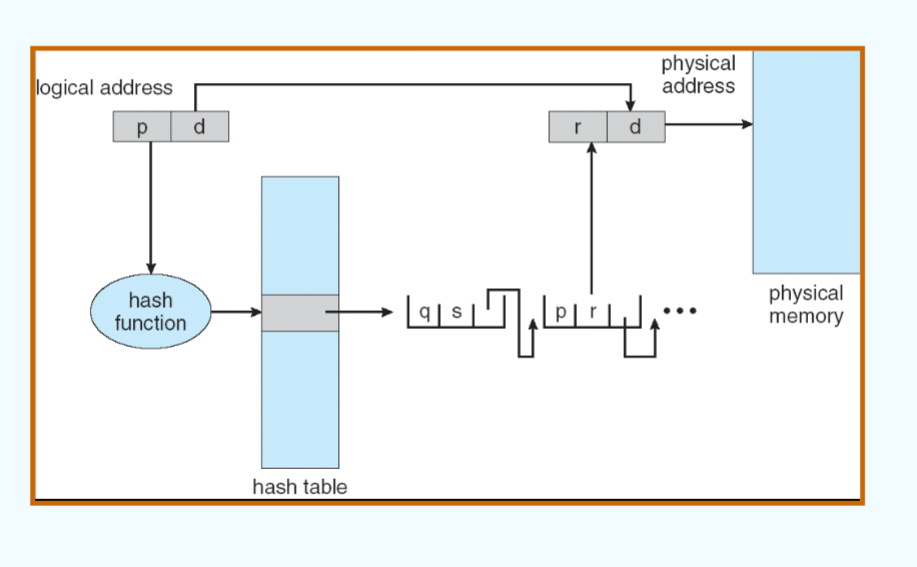 physical
address
logical address
p d
r d
hash
function
q s
p r
•••
physical
memory
hash table